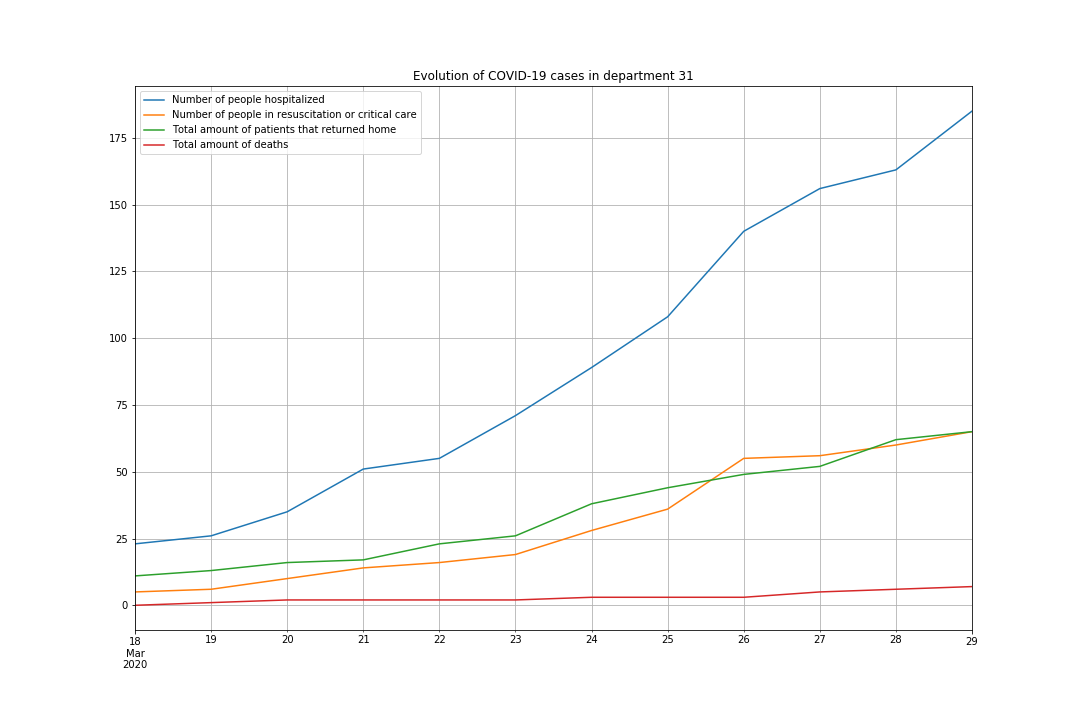 Evolution of COVID-19 cases in department 31
Number of people hospitalized
Number of people in resuscitation or critical care
Total amount of patients that returned home
Total amount of deaths
175
150
125
100
75
50
25
0
18 19 20 21 22 23 24 25 26 27 28 29
Mar
2020